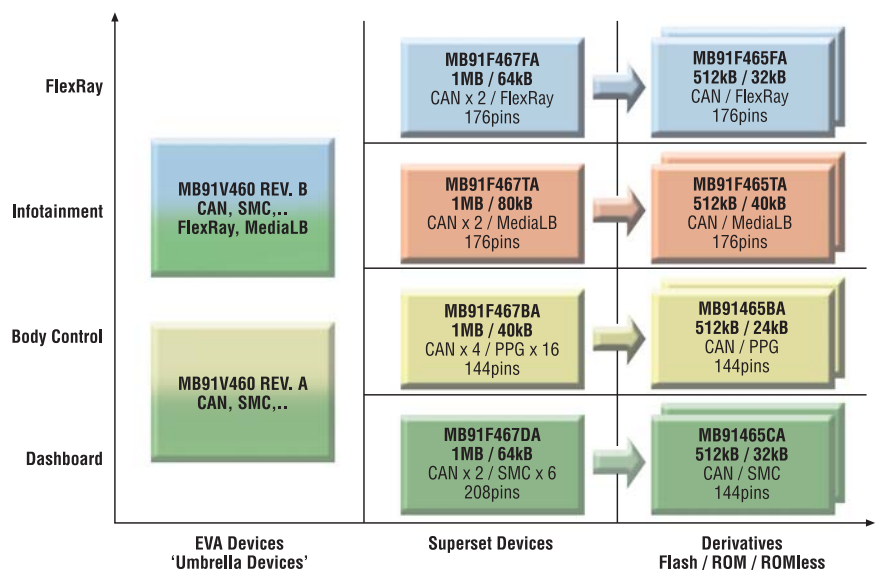 FlexRay
MB91F467FA
1MB / 64kB
CAN x 2 / FlexRay
176pins
MB91F465FA
512kB / 32kB
CAN / FlexRay
176pins
MB91V460 REV. B
CAN, SMC,..
FlexRay, MediaLB
Infotainment
MB91F467TA
1MB / 80kB
CAN x 2 / MediaLB
176pins
MB91F465TA
512kB / 40kB
CAN / MediaLB
176pins
Body Control
MB91F467BA
1MB / 40kB
CAN x 4 / PPG x 16
144pins
MB91465BA
512kB / 24kB
CAN / PPG
144pins
MB91V460 REV. A
CAN, SMC,..
Dashboard
MB91F467DA
1MB / 64kB
CAN x 2 / SMC x 6
208pins
MB91465CA
512kB / 32kB
CAN / SMC
144pins
EVA Devices
'Umbrella Devices'
Superset Devices
Derivatives
Flash / ROM / ROMless